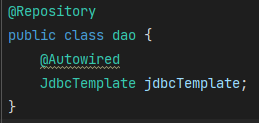 @Repository
public class dao {
@Autowired
JdbcTemplate jdbcTemplate;
}